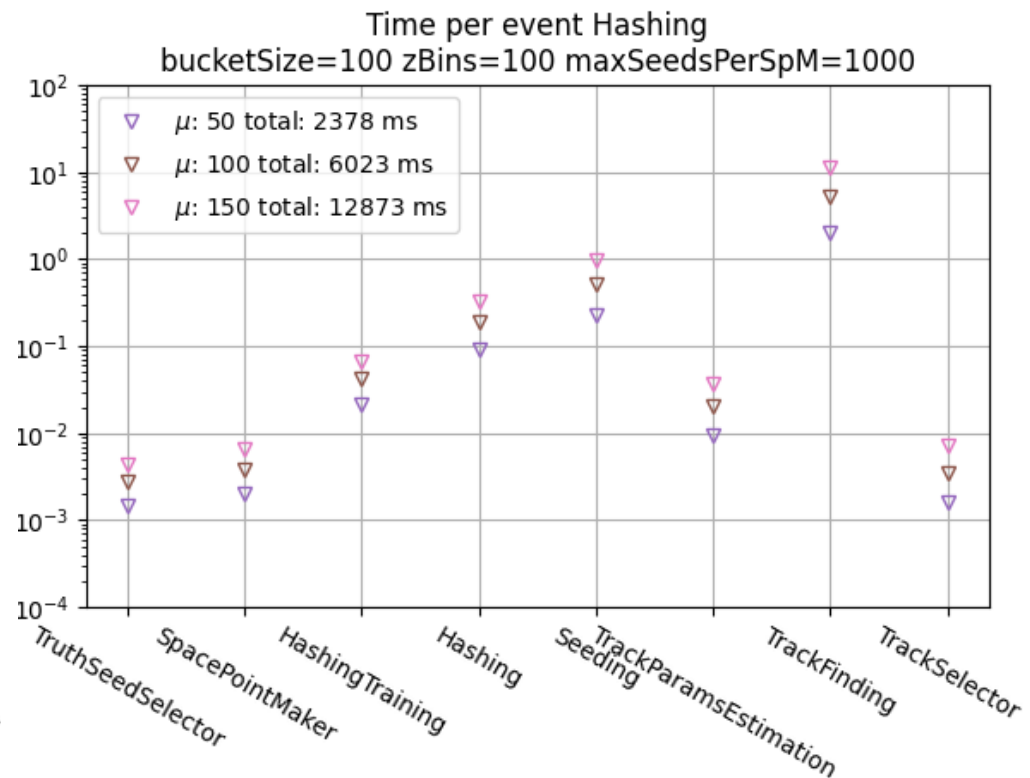 Time per event Hashing
bucketSize=100 zBins=100 maxSeedsPerSpM=1000
10²
μ: 50 total: 2378 ms
μ: 100 total: 6023 ms
10¹
μ: 150 total: 12873 ms
10⁰
10⁻¹
10⁻²
10⁻³
10⁻⁴
TruthSeedSelector
SpacePointMaker
HashingTraining
Hashing
Seeding
TrackParamsEstimation
TrackFinding
TrackSelector